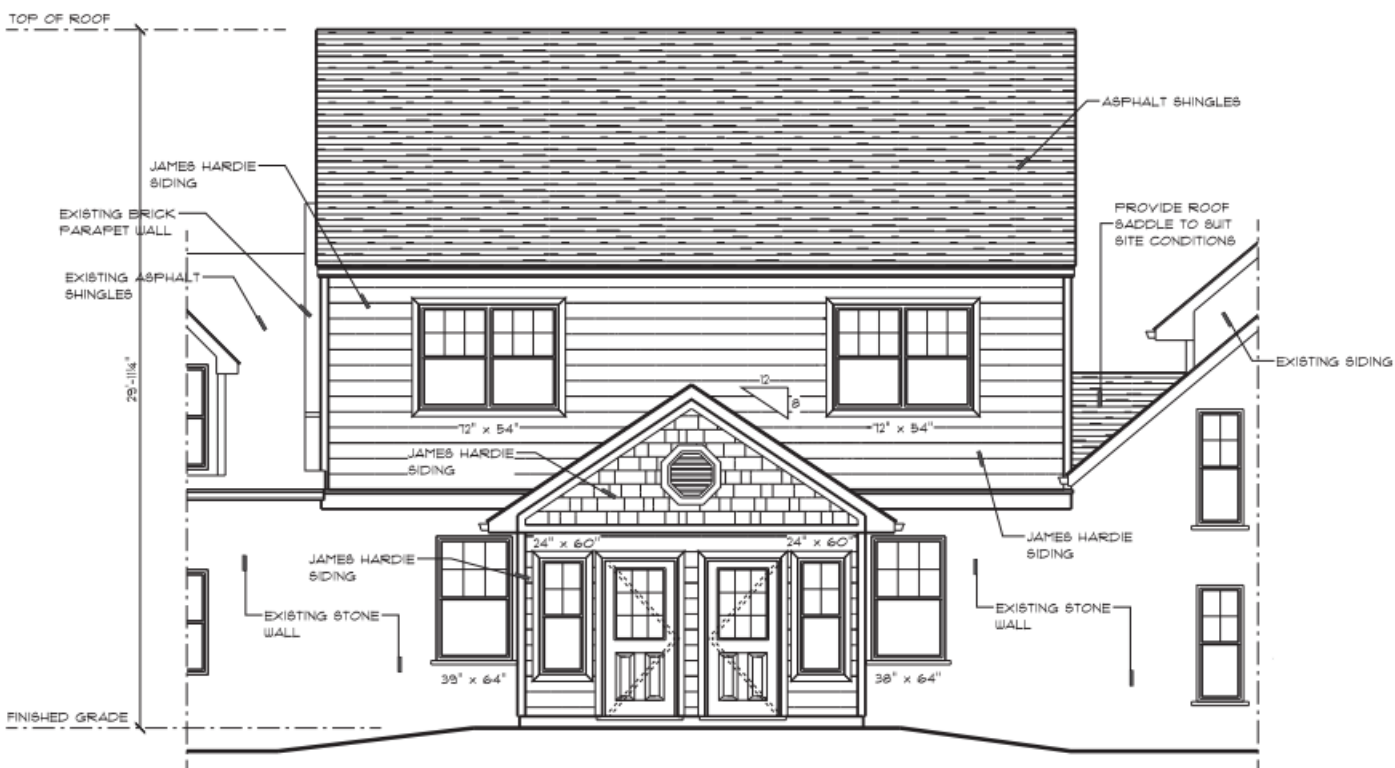 TOP OF ROOF
ASPHALT SHINGLES
JAMES HARDIE
SIDING
EXISTING BRICK
PARAPET WALL
PROVIDE ROOF
SADDLE TO SUIT
SITE CONDITIONS
EXISTING ASPHALT
SHINGLES
29'-11¼"
EXISTING SIDING
12
8
72" x 54"
72" x 54"
JAMES HARDIE
SIDING
24" x 60"
24" x 60"
JAMES HARDIE
SIDING
JAMES HARDIE
SIDING
EXISTING STONE
WALL
EXISTING STONE
WALL
39" x 64"
38" x 64"
FINISHED GRADE